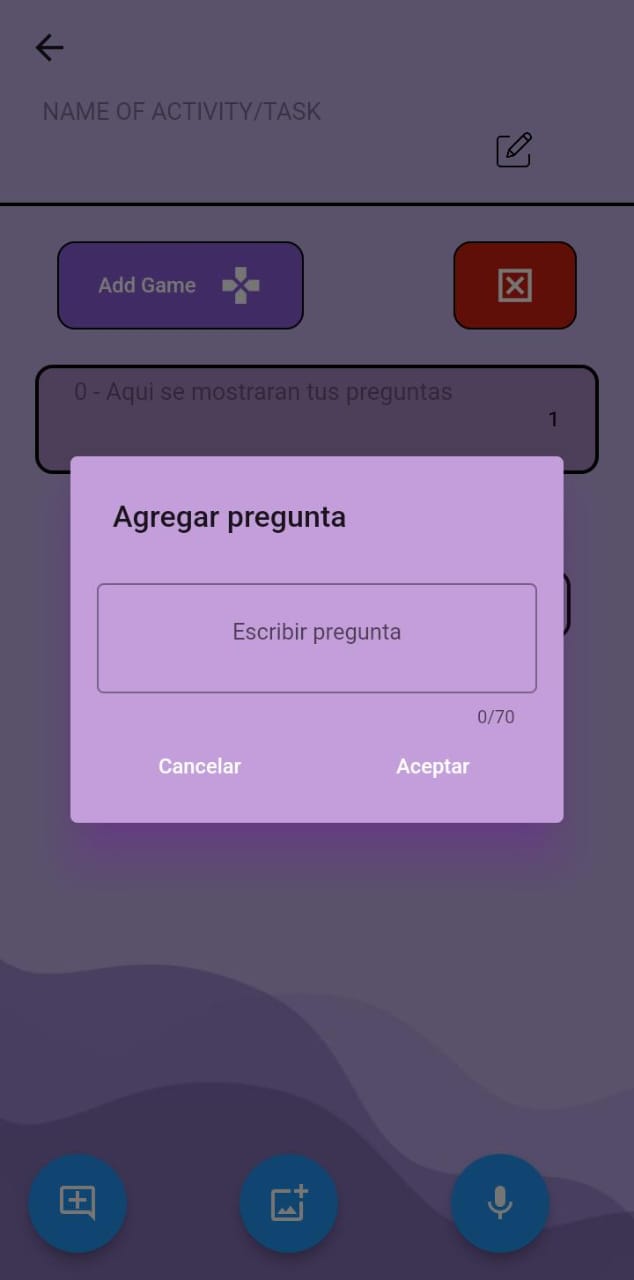 NAME OF ACTIVITY/TASK
Add Game
0 - Aqui se mostraran tus preguntas
1
Agregar pregunta
Escribir pregunta
0/70
Cancelar Aceptar